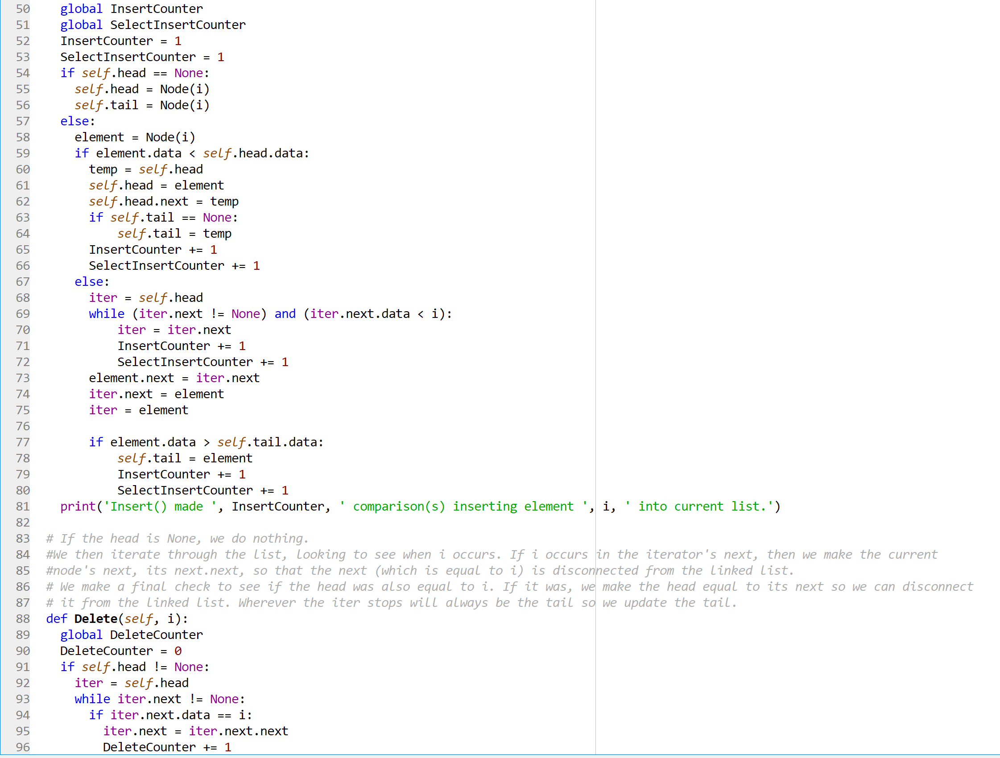 50 global InsertCounter
51 global SelectInsertCounter
52 InsertCounter = 1
53 SelectInsertCounter = 1
54 if self.head == None:
55 self.head = Node(i)
56 self.tail = Node(i)
57 else:
58 element = Node(i)
59 if element.data < self.head.data:
60 temp = self.head
61 self.head = element
62 self.head.next = temp
63 if self.tail == None:
64 self.tail = temp
65 InsertCounter += 1
66 SelectInsertCounter += 1
67 else:
68 iter = self.head
69 while (iter.next != None) and (iter.next.data < i):
70 iter = iter.next
71 InsertCounter += 1
72 SelectInsertCounter += 1
73 element.next = iter.next
74 iter.next = element
75 iter = element
76
77 if element.data > self.tail.data:
78 self.tail = element
79 InsertCounter += 1
80 SelectInsertCounter += 1
81 print('Insert() made ', InsertCounter, ' comparison(s) inserting element ', i, ' into current list.')
82
83 # If the head is None, we do nothing.
84 #We then iterate through the list, looking to see when i occurs. If i occurs in the iterator's next, then we make the current
85 #node's next, its next.next, so that the next (which is equal to i) is disconnected from the linked list.
86 # We make a final check to see if the head was also equal to i. If it was, we make the head equal to its next so we can disconnect
87 # it from the linked list. Wherever the iter stops will always be the tail so we update the tail.
88 def Delete(self, i):
89 global DeleteCounter
90 DeleteCounter = 0
91 if self.head != None:
92 iter = self.head
93 while iter.next != None:
94 if iter.next.data == i:
95 iter.next = iter.next.next
96 DeleteCounter += 1